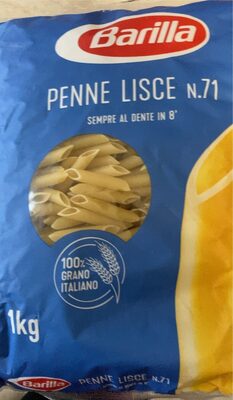 Barilla
PENNE LISCE N.71
SEMPRE AL DENTE IN 8'
100%
GRANO
ITALIANO
1kg
Barilla
PENNE LISCE N.71